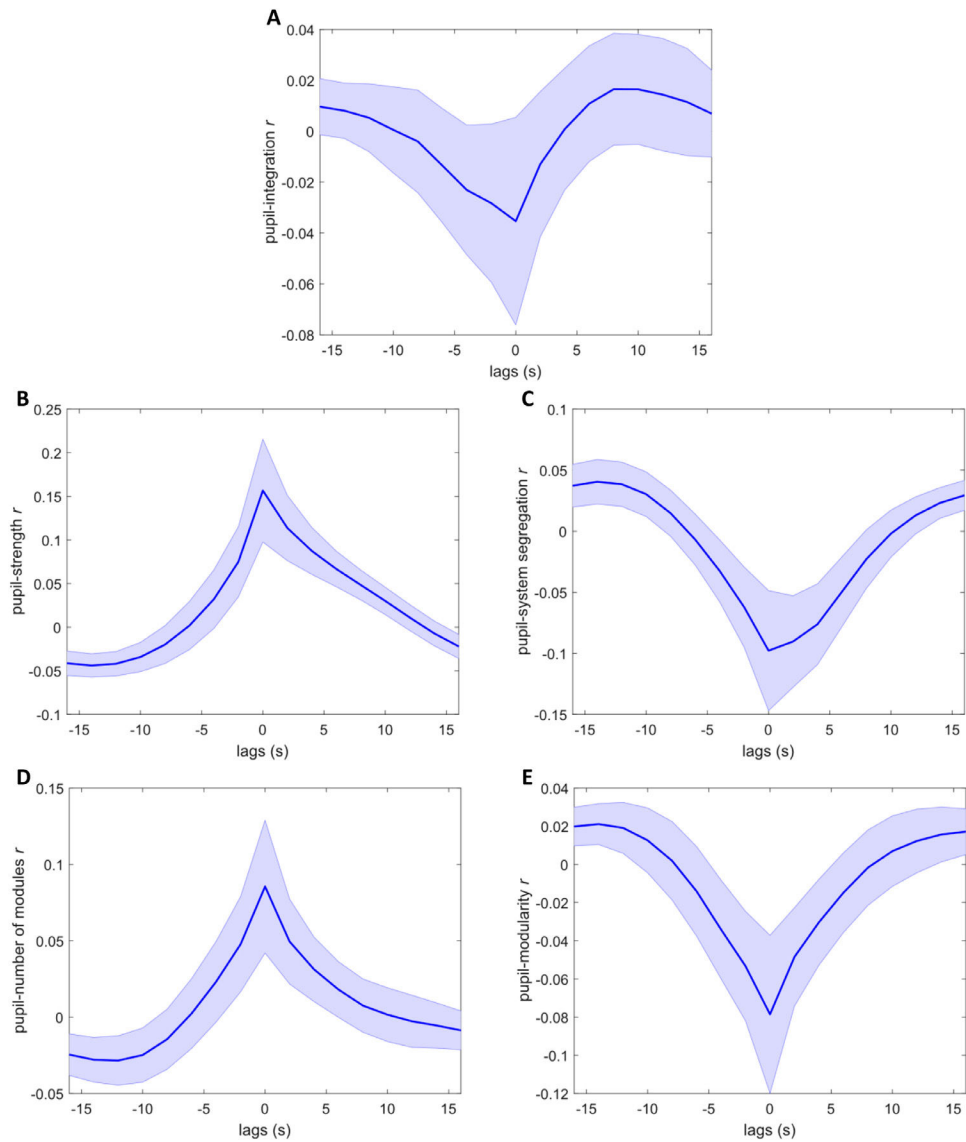 A
0.04
0.02
0
-0.02
-0.04
-0.06
-0.08
pupil-integration r
-15 -10 -5 0 5 10 15
lags (s)
B
0.25
0.2
0.15
0.1
0.05
0
-0.05
-0.1
pupil-strength r
-15 -10 -5 0 5 10 15
lags (s)
C
0.1
0.05
0
-0.05
-0.1
-0.15
pupil-system segregation r
-15 -10 -5 0 5 10 15
lags (s)
D
0.15
0.1
0.05
0
-0.05
pupil-number of modules r
-15 -10 -5 0 5 10 15
lags (s)
E
0.04
0.02
0
-0.02
-0.04
-0.06
-0.08
-0.1
-0.12
pupil-modularity r
-15 -10 -5 0 5 10 15
lags (s)